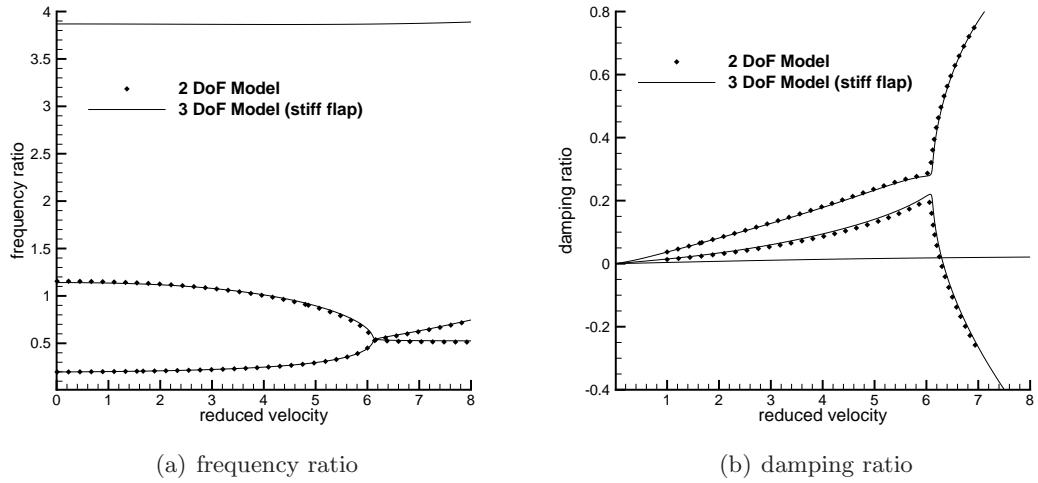 4
3.5
3
2.5
2
1.5
1
0.5
frequency ratio
2 DoF Model
3 DoF Model (stiff flap)
0 1 2 3 4 5 6 7 8
reduced velocity
(a) frequency ratio
0.8
0.6
0.4
0.2
0
-0.2
-0.4
damping ratio
2 DoF Model
3 DoF Model (stiff flap)
1 2 3 4 5 6 7 8
reduced velocity
(b) damping ratio